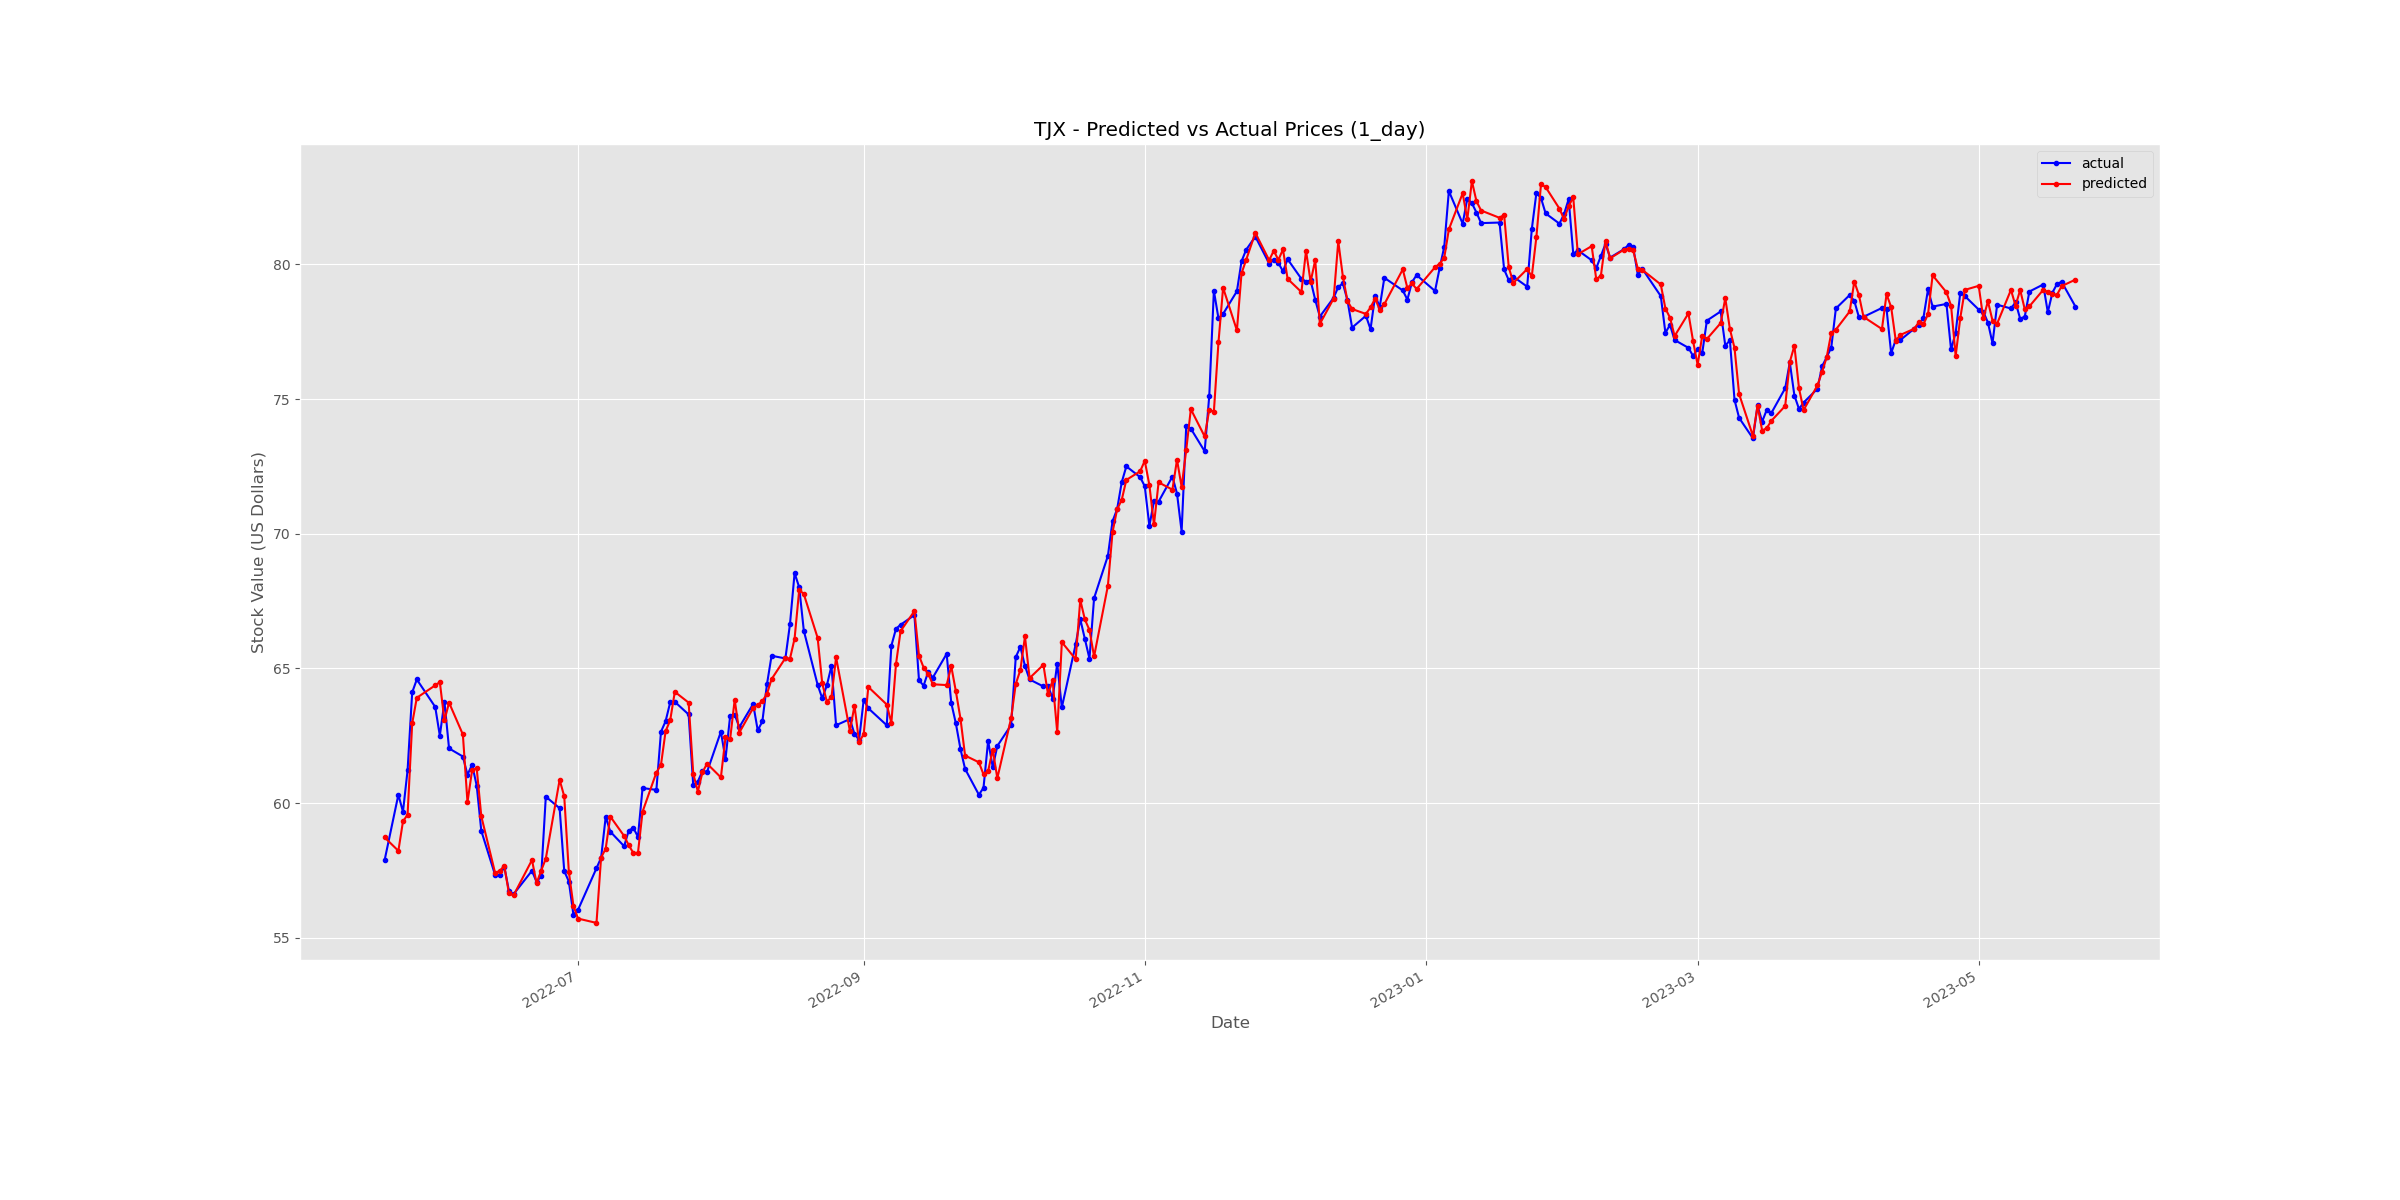 TJX - Predicted vs Actual Prices (1_day)
actual
predicted
Stock Value (US Dollars)
80
75
70
65
60
55
2022-07
2022-09
2022-11
2023-01
2023-03
2023-05
Date